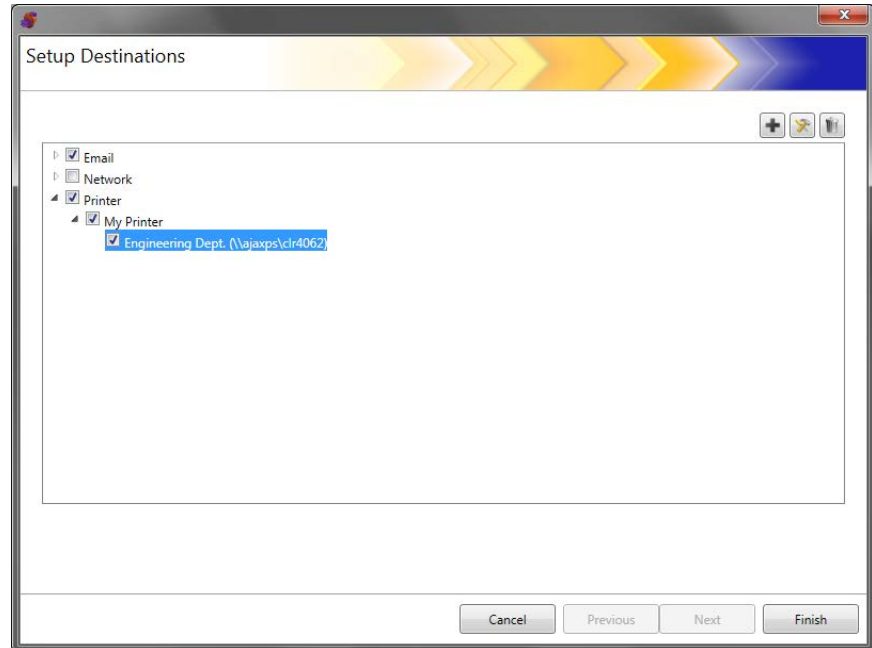 Setup Destinations
Email
Network
Printer
My Printer
Engineering Dept. (\\ajaxps\clr4062)
Cancel Previous Next Finish